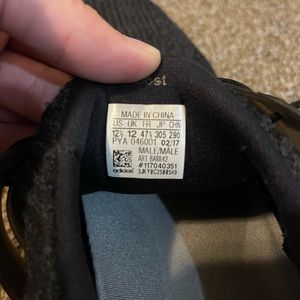 MADE IN CHINA
US UK FR JP CHN
12½ 12 47⅓ 305 290
PYA 046001 02/17
MALE/MALE
ART BA8842
#117040351
adidas 3JKY0C2500549